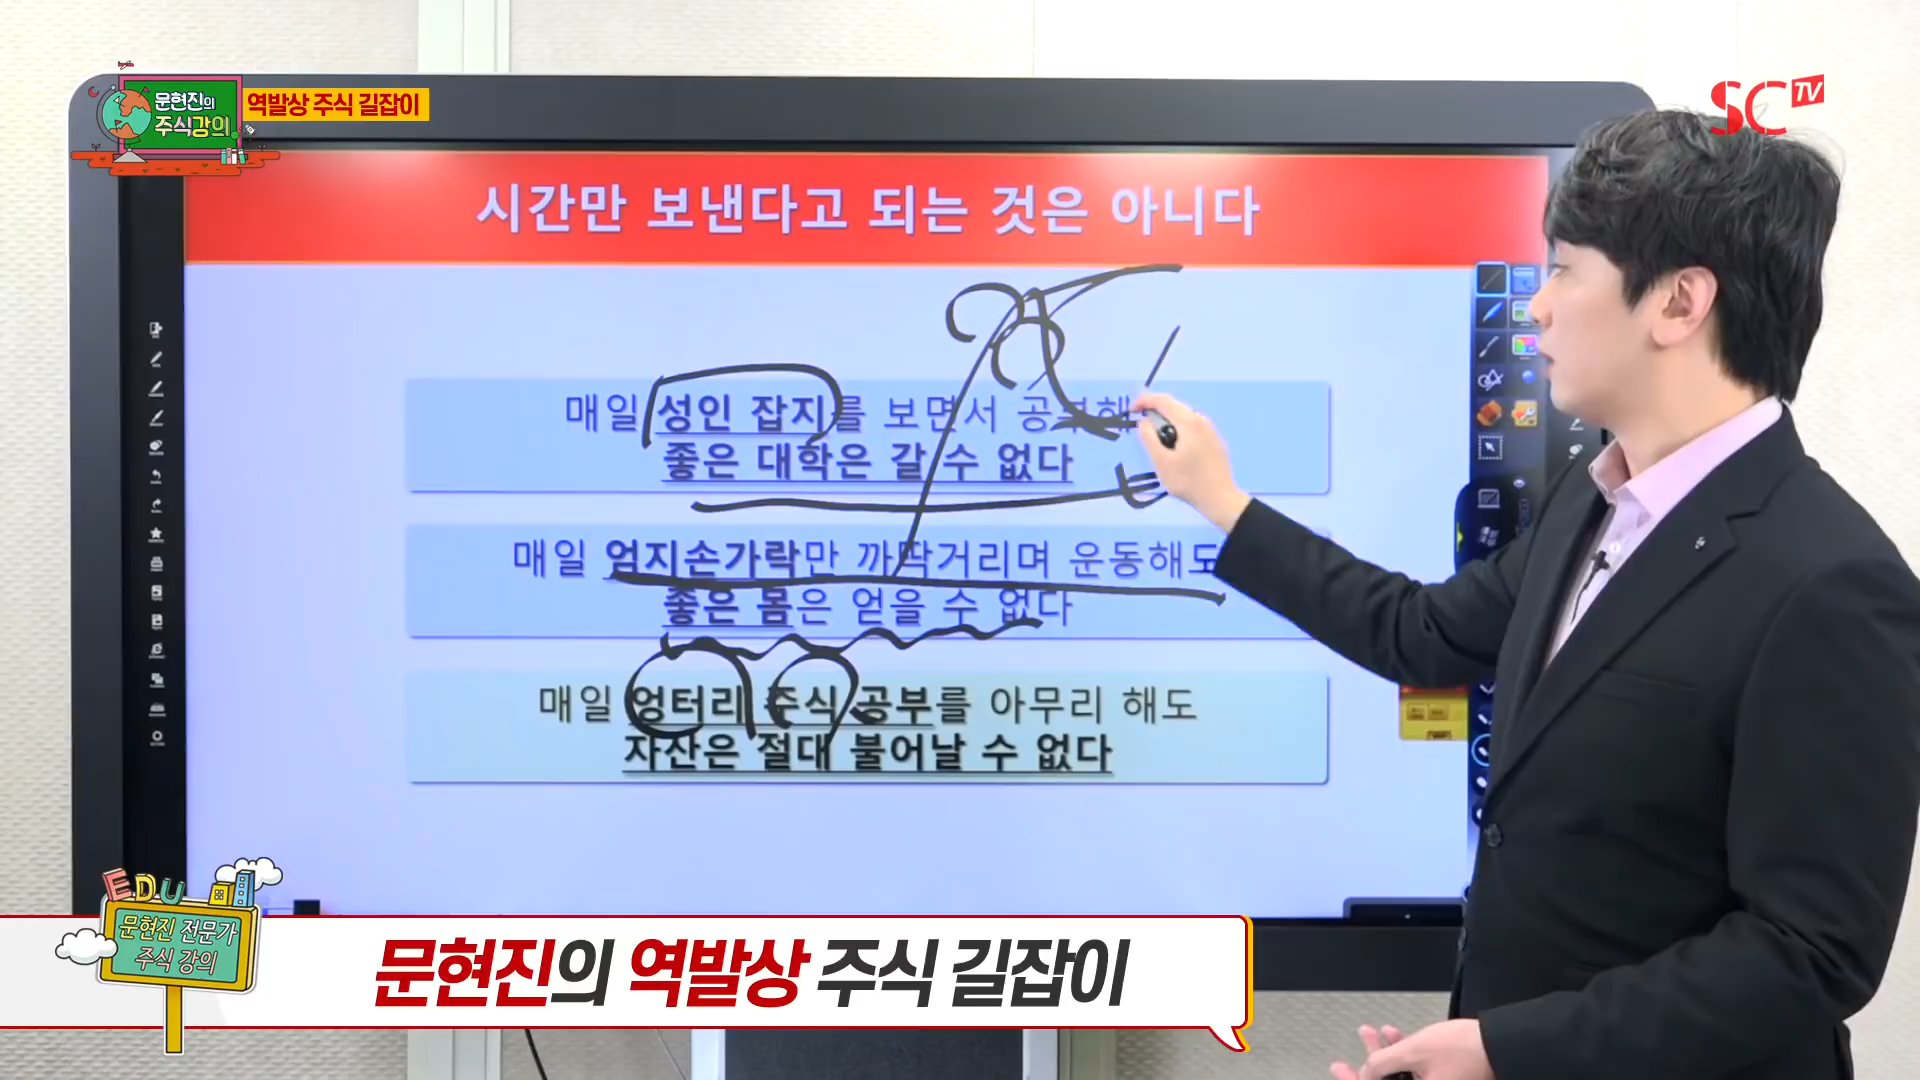 문현진의
주식강의
역발상 주식 길잡이
SC TV
시간만 보낸다고 되는 것은 아니다
매일 성인 잡지를 보면서 공부해
좋은 대학은 갈 수 없다
매일 엄지손가락만 까딱거리며 운동해도
좋은 몸은 얻을 수 없다
매일 엉터리 주식 공부를 아무리 해도
자산은 절대 불어날 수 없다
EDU
문현진 전문가
주식 강의
문현진의 역발상 주식 길잡이